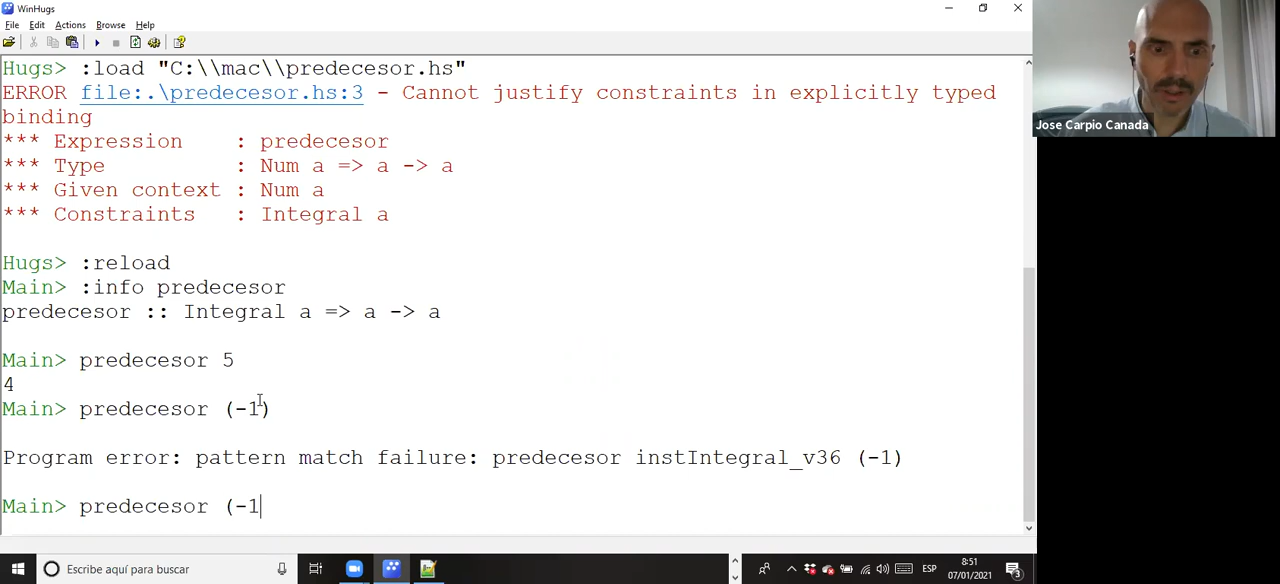 WinHugs
File Edit Actions Browse Help
Hugs> :load "C:\\mac\\predecesor.hs"
ERROR file:.\predecesor.hs:3 - Cannot justify constraints in explicitly typed
binding
*** Expression : predecesor
*** Type : Num a => a -> a
*** Given context : Num a
*** Constraints : Integral a
Hugs> :reload
Main> :info predecesor
predecesor :: Integral a => a -> a
Main> predecesor 5
4
Main> predecesor (-1)
Program error: pattern match failure: predecesor instIntegral_v36 (-1)
Main> predecesor (-1
Jose Carpio Canada
Escribe aquí para buscar
ESP
8:51
07/01/2021
3